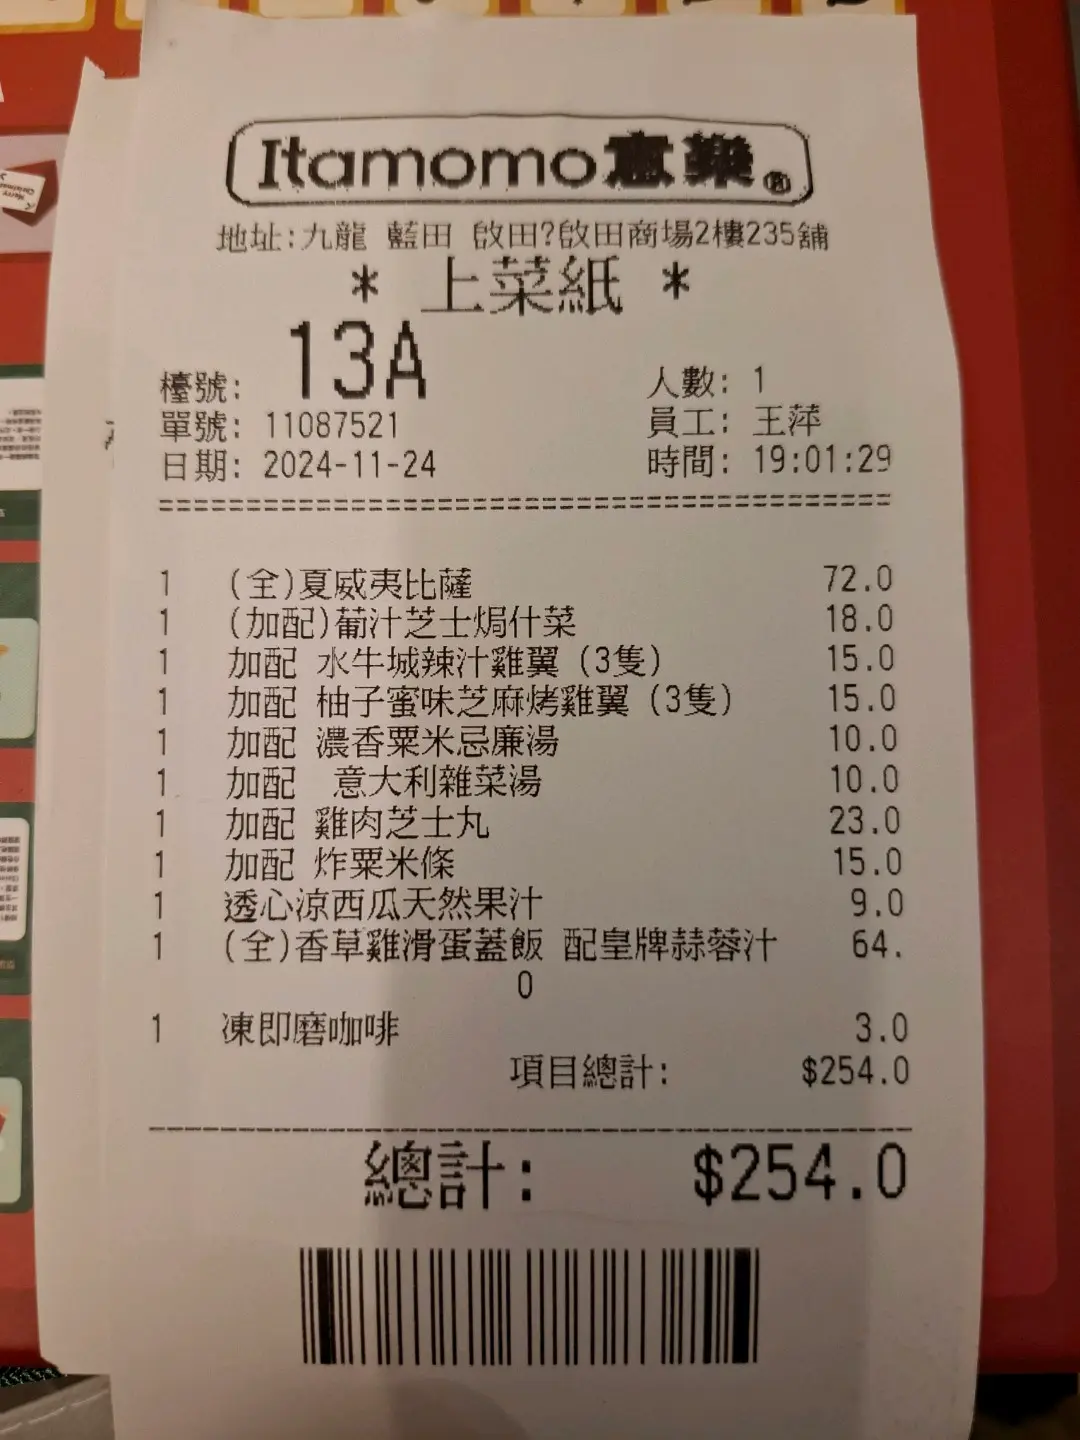 Itamomo意樂®
地址:九龍 藍田 啟田?啟田商場2樓235舖
* 上菜紙 *
檯號: 13A 人數: 1
單號: 11087521 員工: 王萍
日期: 2024-11-24 時間: 19:01:29
==========================================
1 (全)夏威夷比薩 72.0
1 (加配)葡汁芝士焗什菜 18.0
1 加配 水牛城辣汁雞翼 (3隻) 15.0
1 加配 柚子蜜味芝麻烤雞翼 (3隻) 15.0
1 加配 濃香粟米忌廉湯 10.0
1 加配 意大利雜菜湯 10.0
1 加配 雞肉芝士丸 23.0
1 加配 炸粟米條 15.0
1 透心涼西瓜天然果汁 9.0
1 (全)香草雞滑蛋蓋飯 配皇牌蒜蓉汁 64.
0
1 凍即磨咖啡 3.0
項目總計: $254.0
總計: $254.0